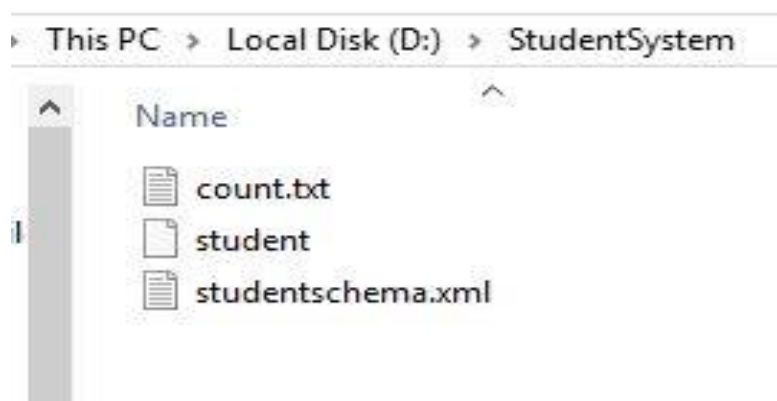 This PC > Local Disk (D:) > StudentSystem
Name
count.txt
student
studentschema.xml